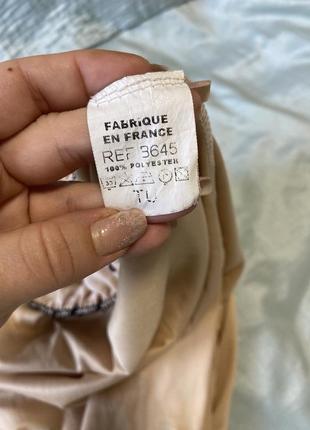 FABRIQUE
EN FRANCE
REF 3645
100% POLYESTER
TU